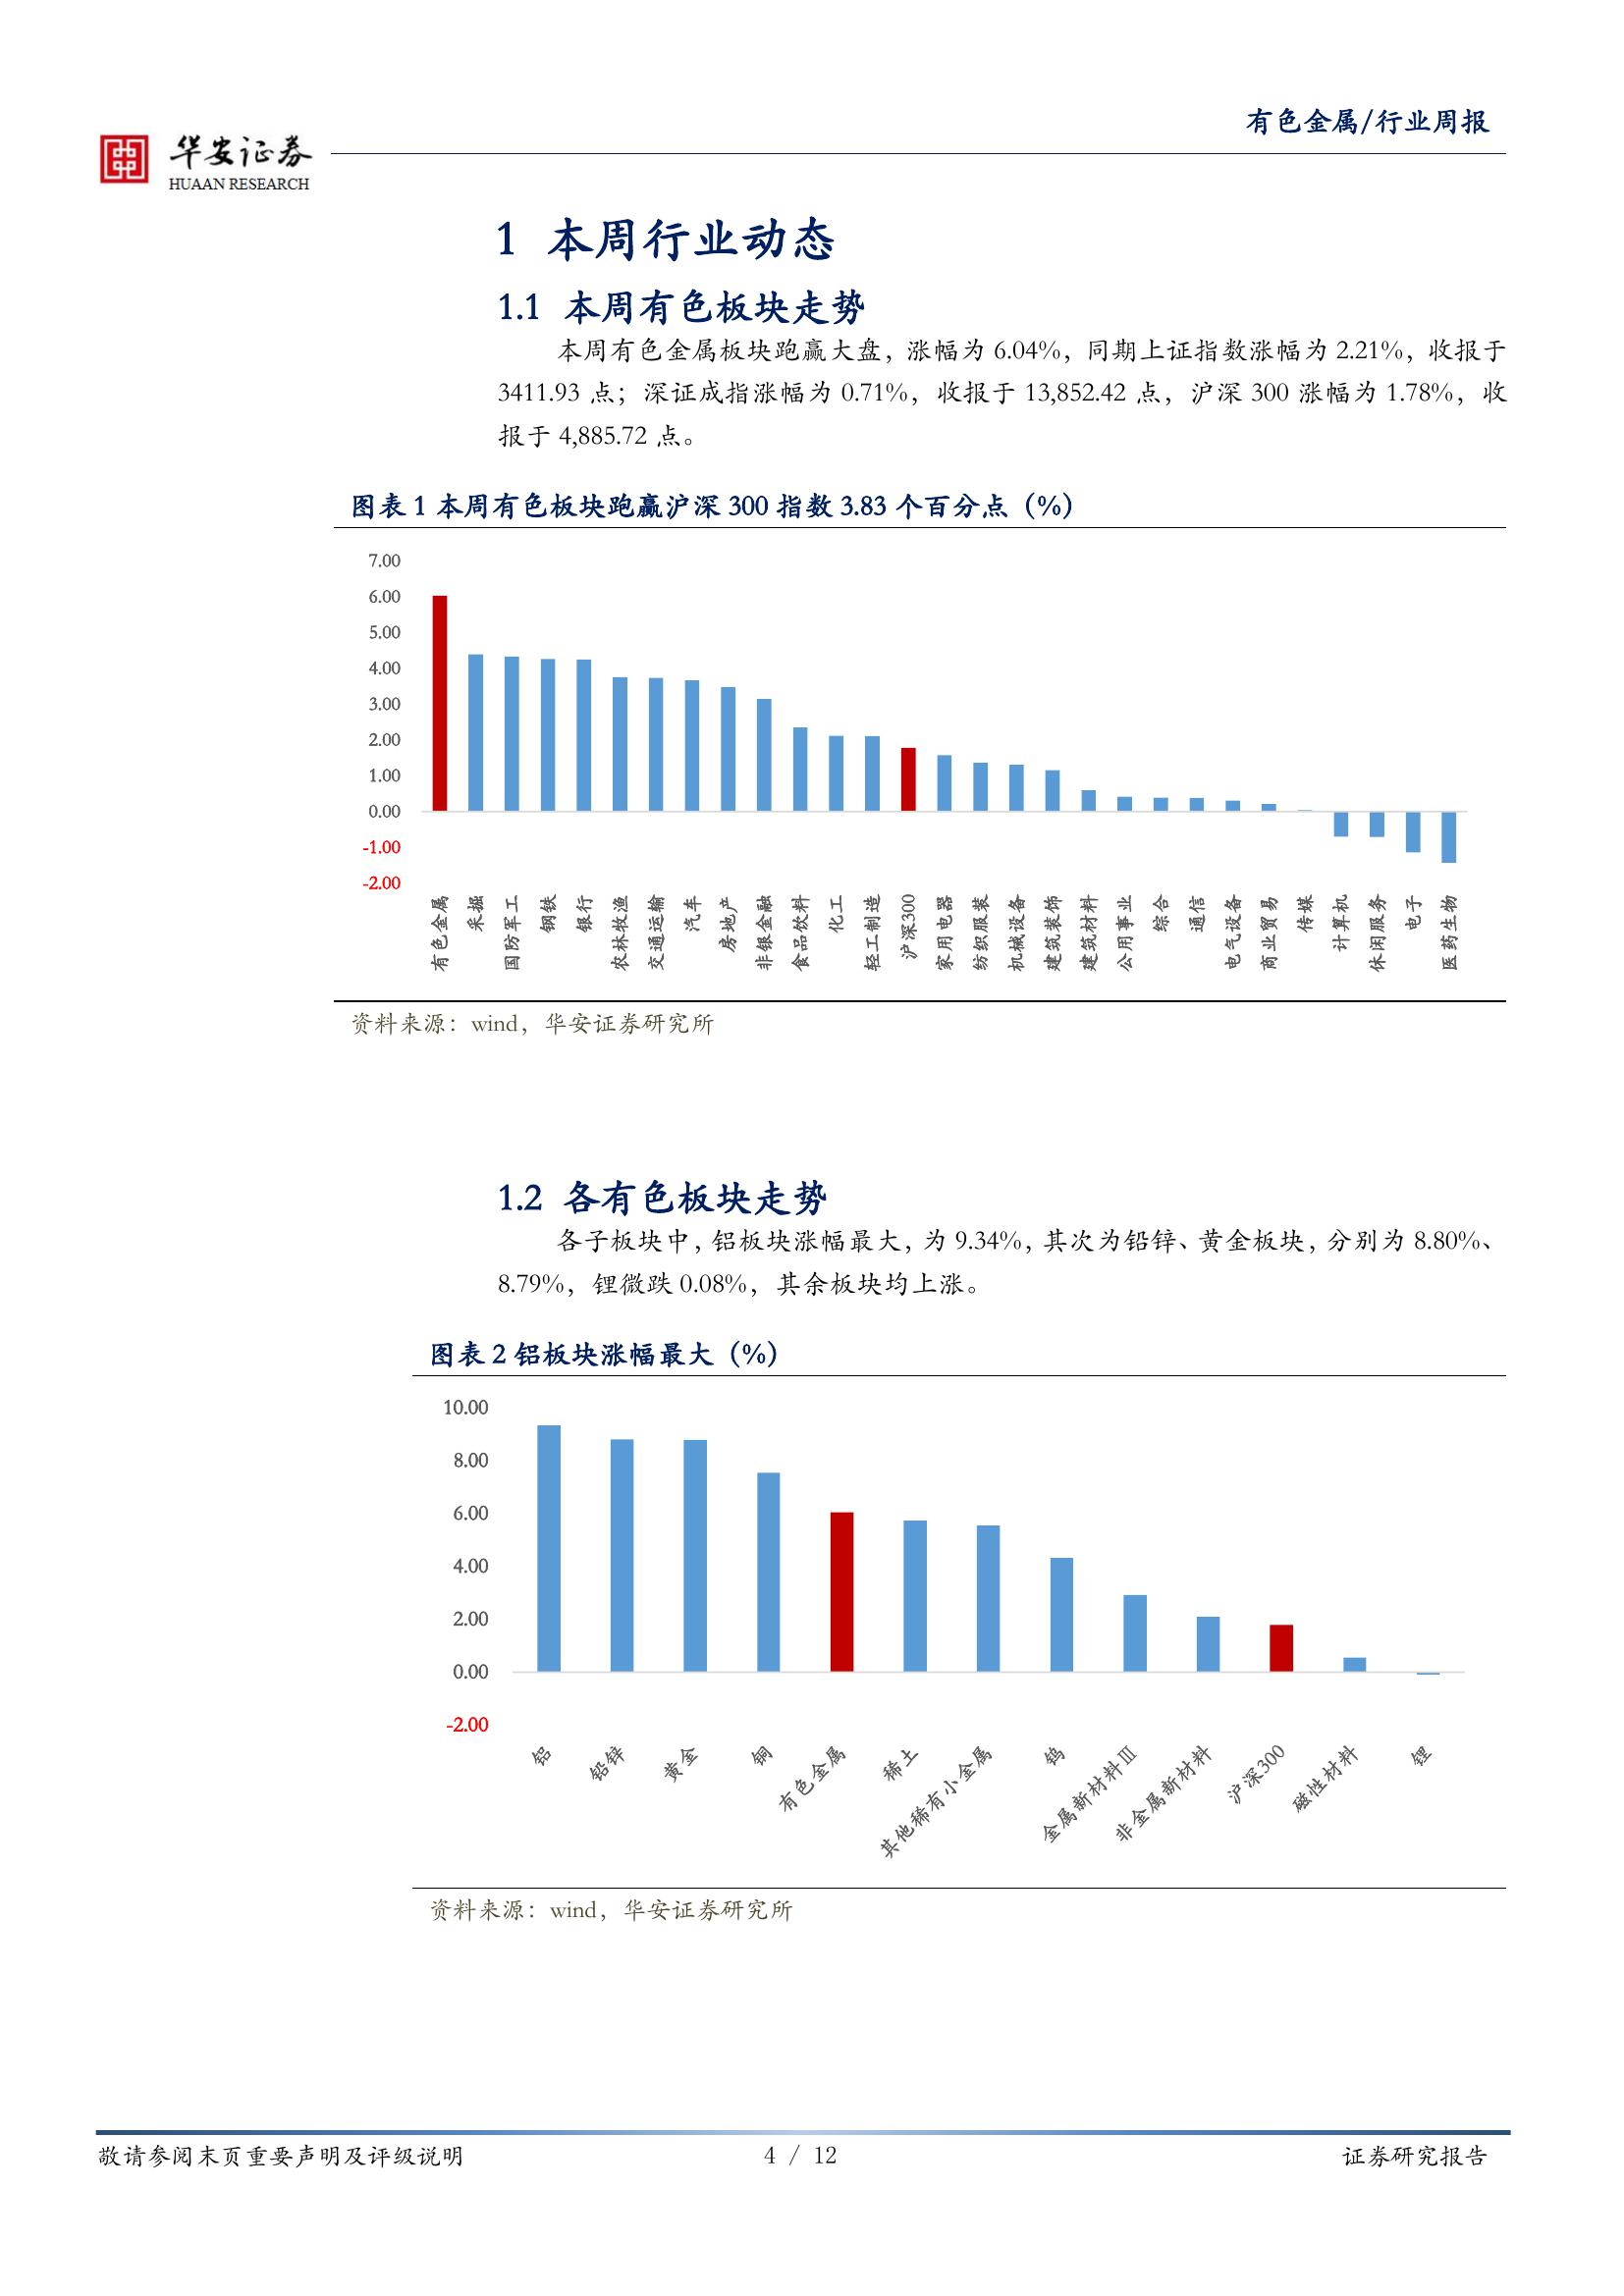 有色金属/行业周报
华安证券
HUAAN RESEARCH
1 本周行业动态
1.1 本周有色板块走势
本周有色金属板块跑赢大盘，涨幅为 6.04%，同期上证指数涨幅为 2.21%，收报于
3411.93 点；深证成指涨幅为 0.71%，收报于 13,852.42 点，沪深 300 涨幅为 1.78%，收
报于 4,885.72 点。
图表 1 本周有色板块跑赢沪深 300 指数 3.83 个百分点（%）
7.00
6.00
5.00
4.00
3.00
2.00
1.00
0.00
-1.00
-2.00
有色金属
采掘
国防军工
钢铁
银行
农林牧渔
交通运输
汽车
房地产
非银金融
食品饮料
化工
轻工制造
沪深300
家用电器
纺织服装
机械设备
建筑装饰
建筑材料
公用事业
综合
通信
电气设备
商业贸易
传媒
计算机
休闲服务
电子
医药生物
资料来源：wind，华安证券研究所
1.2 各有色板块走势
各子板块中，铝板块涨幅最大，为 9.34%，其次为铅锌、黄金板块，分别为 8.80%、
8.79%，锂微跌 0.08%，其余板块均上涨。
图表 2 铝板块涨幅最大（%）
10.00
8.00
6.00
4.00
2.00
0.00
-2.00
铝
铅锌
黄金
铜
有色金属
稀土
其他稀有小金属
钨
金属新材料Ⅲ
非金属新材料
沪深300
磁性材料
锂
资料来源：wind，华安证券研究所
敬请参阅末页重要声明及评级说明
4 / 12
证券研究报告